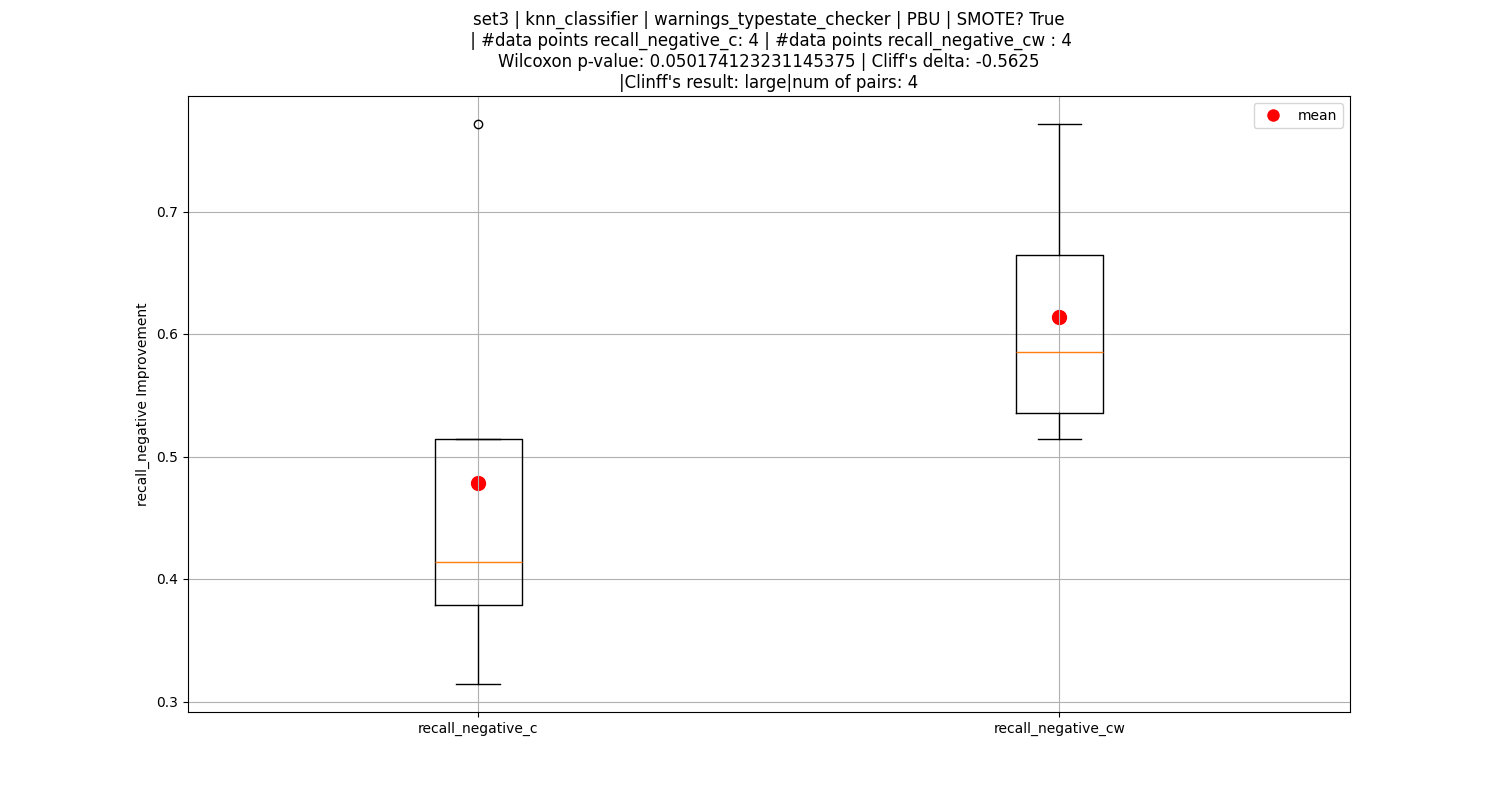 set3 | knn_classifier | warnings_typestate_checker | PBU | SMOTE? True
| #data points recall_negative_c: 4 | #data points recall_negative_cw : 4
Wilcoxon p-value: 0.050174123231145375 | Cliff's delta: -0.5625
|Clinff's result: large|num of pairs: 4
mean
0.7
0.6
0.5
0.4
0.3
recall_negative Improvement
recall_negative_c
recall_negative_cw